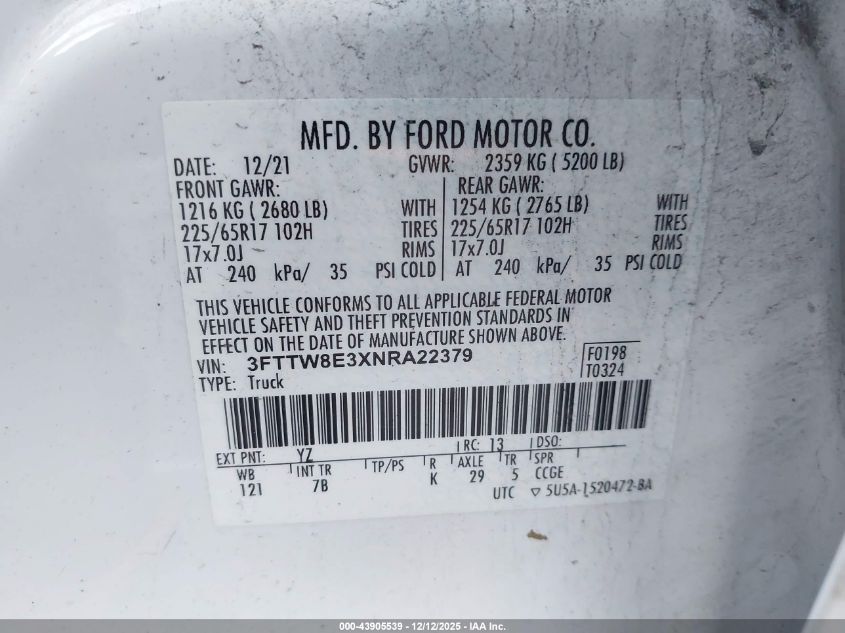 MFD. BY FORD MOTOR CO.
DATE: 12/21 GVWR: 2359 KG ( 5200 LB)
FRONT GAWR: REAR GAWR:
1216 KG ( 2680 LB) WITH 1254 KG ( 2765 LB) WITH
225/65R17 102H TIRES 225/65R17 102H TIRES
17x7.0J RIMS 17x7.0J RIMS
AT 240 kPa/ 35 PSI COLD AT 240 kPa/ 35 PSI COLD
THIS VEHICLE CONFORMS TO ALL APPLICABLE FEDERAL MOTOR
VEHICLE SAFETY AND THEFT PREVENTION STANDARDS IN
EFFECT ON THE DATE OF MANUFACTURE SHOWN ABOVE.
VIN: 3FTTW8E3XNRA22379 F0198
TYPE: Truck T0324
EXT PNT: YZ RC: 13 DSO:
WB INT TR TP/PS R AXLE TR SPR
121 7B K 29 5 CCGE
UTC ▽ 5U5A-1520472-BA
000-43905539 - 12/12/2025 - IAA Inc.